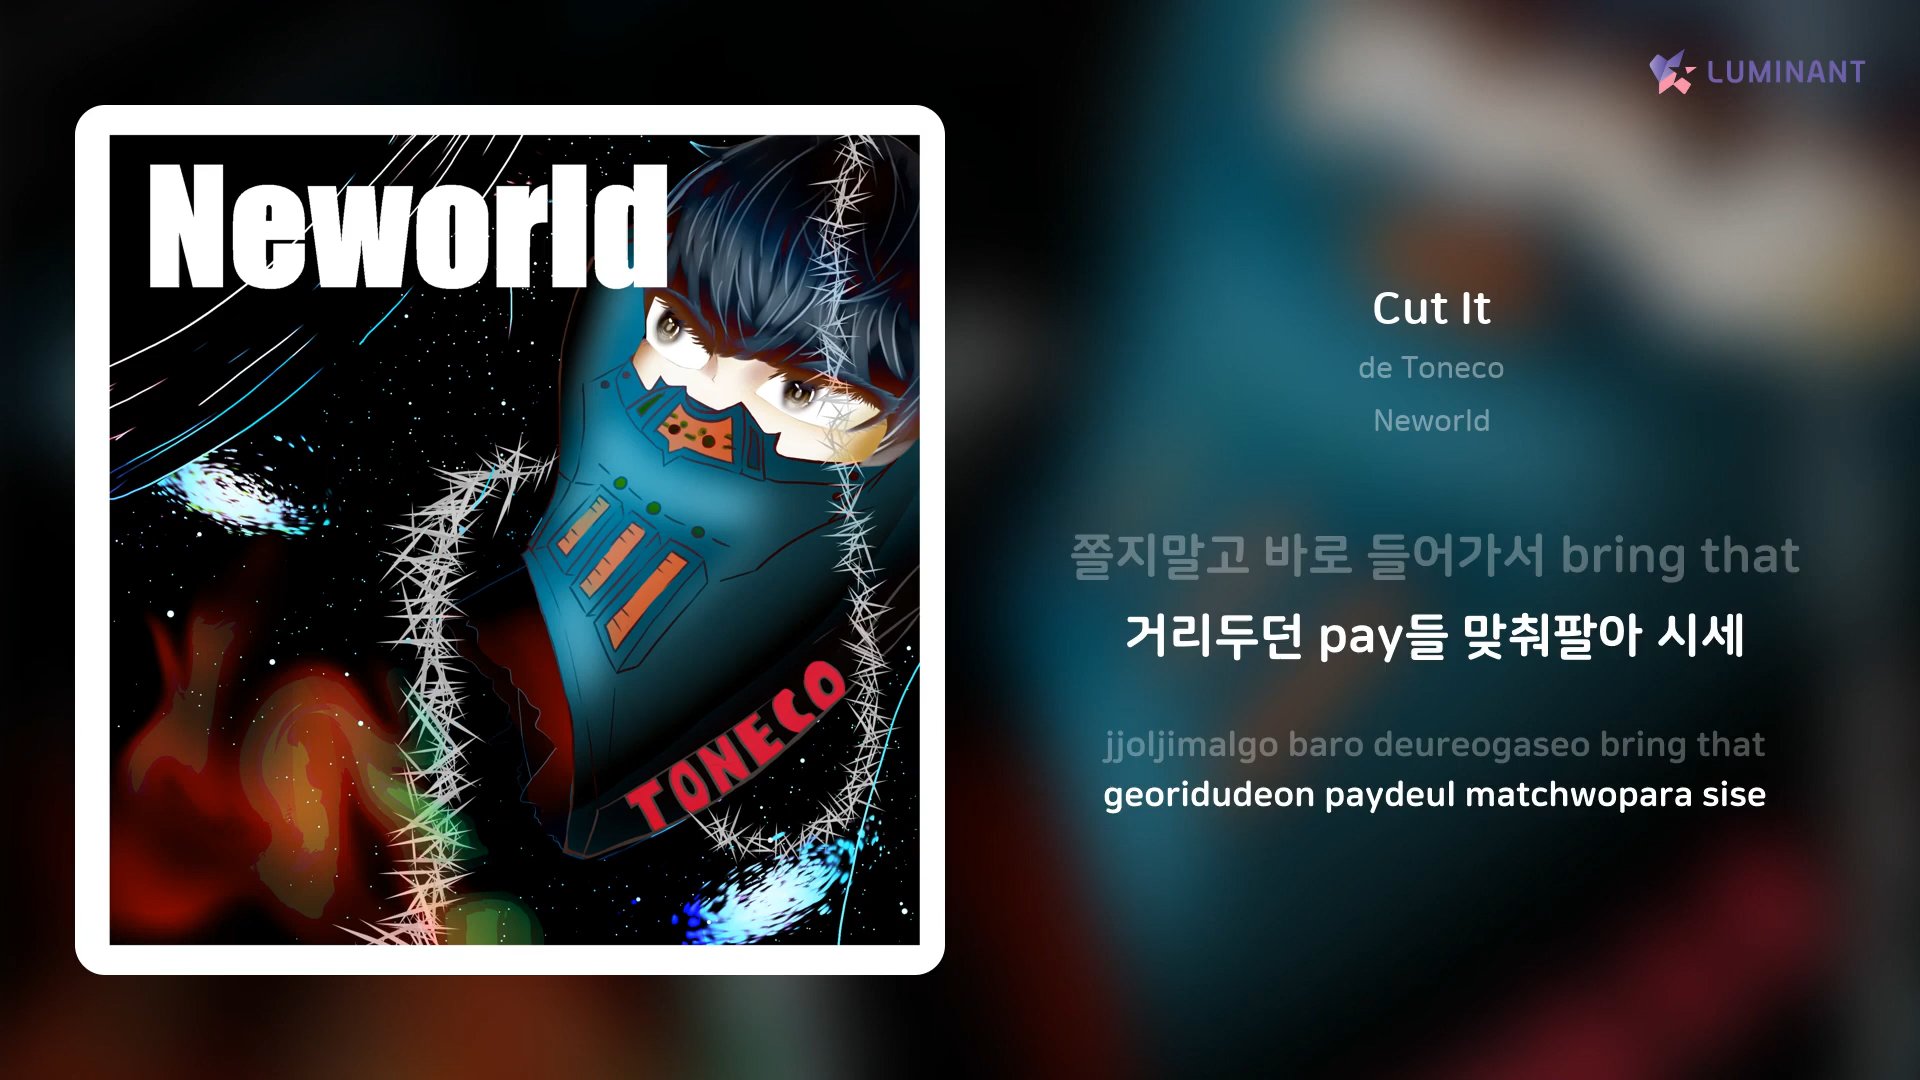 Neworld
TONECO
LUMINANT
Cut It
de Toneco
Neworld
쫄지말고 바로 들어가서 bring that
거리두던 pay들 맞춰팔아 시세
jjoljimalgo baro deureogaseo bring that
georidudeon paydeul matchwopara sise